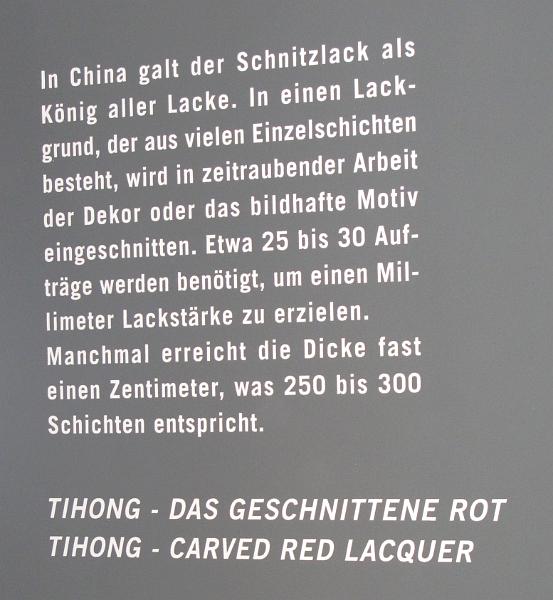 In China galt der Schnitzlack als
König aller Lacke. In einen Lack-
grund, der aus vielen Einzelschichten
besteht, wird in zeitraubender Arbeit
der Dekor oder das bildhafte Motiv
eingeschnitten. Etwa 25 bis 30 Auf-
träge werden benötigt, um einen Mil-
limeter Lackstärke zu erzielen.
Manchmal erreicht die Dicke fast
einen Zentimeter, was 250 bis 300
Schichten entspricht.
TIHONG - DAS GESCHNITTENE ROT
TIHONG - CARVED RED LACQUER